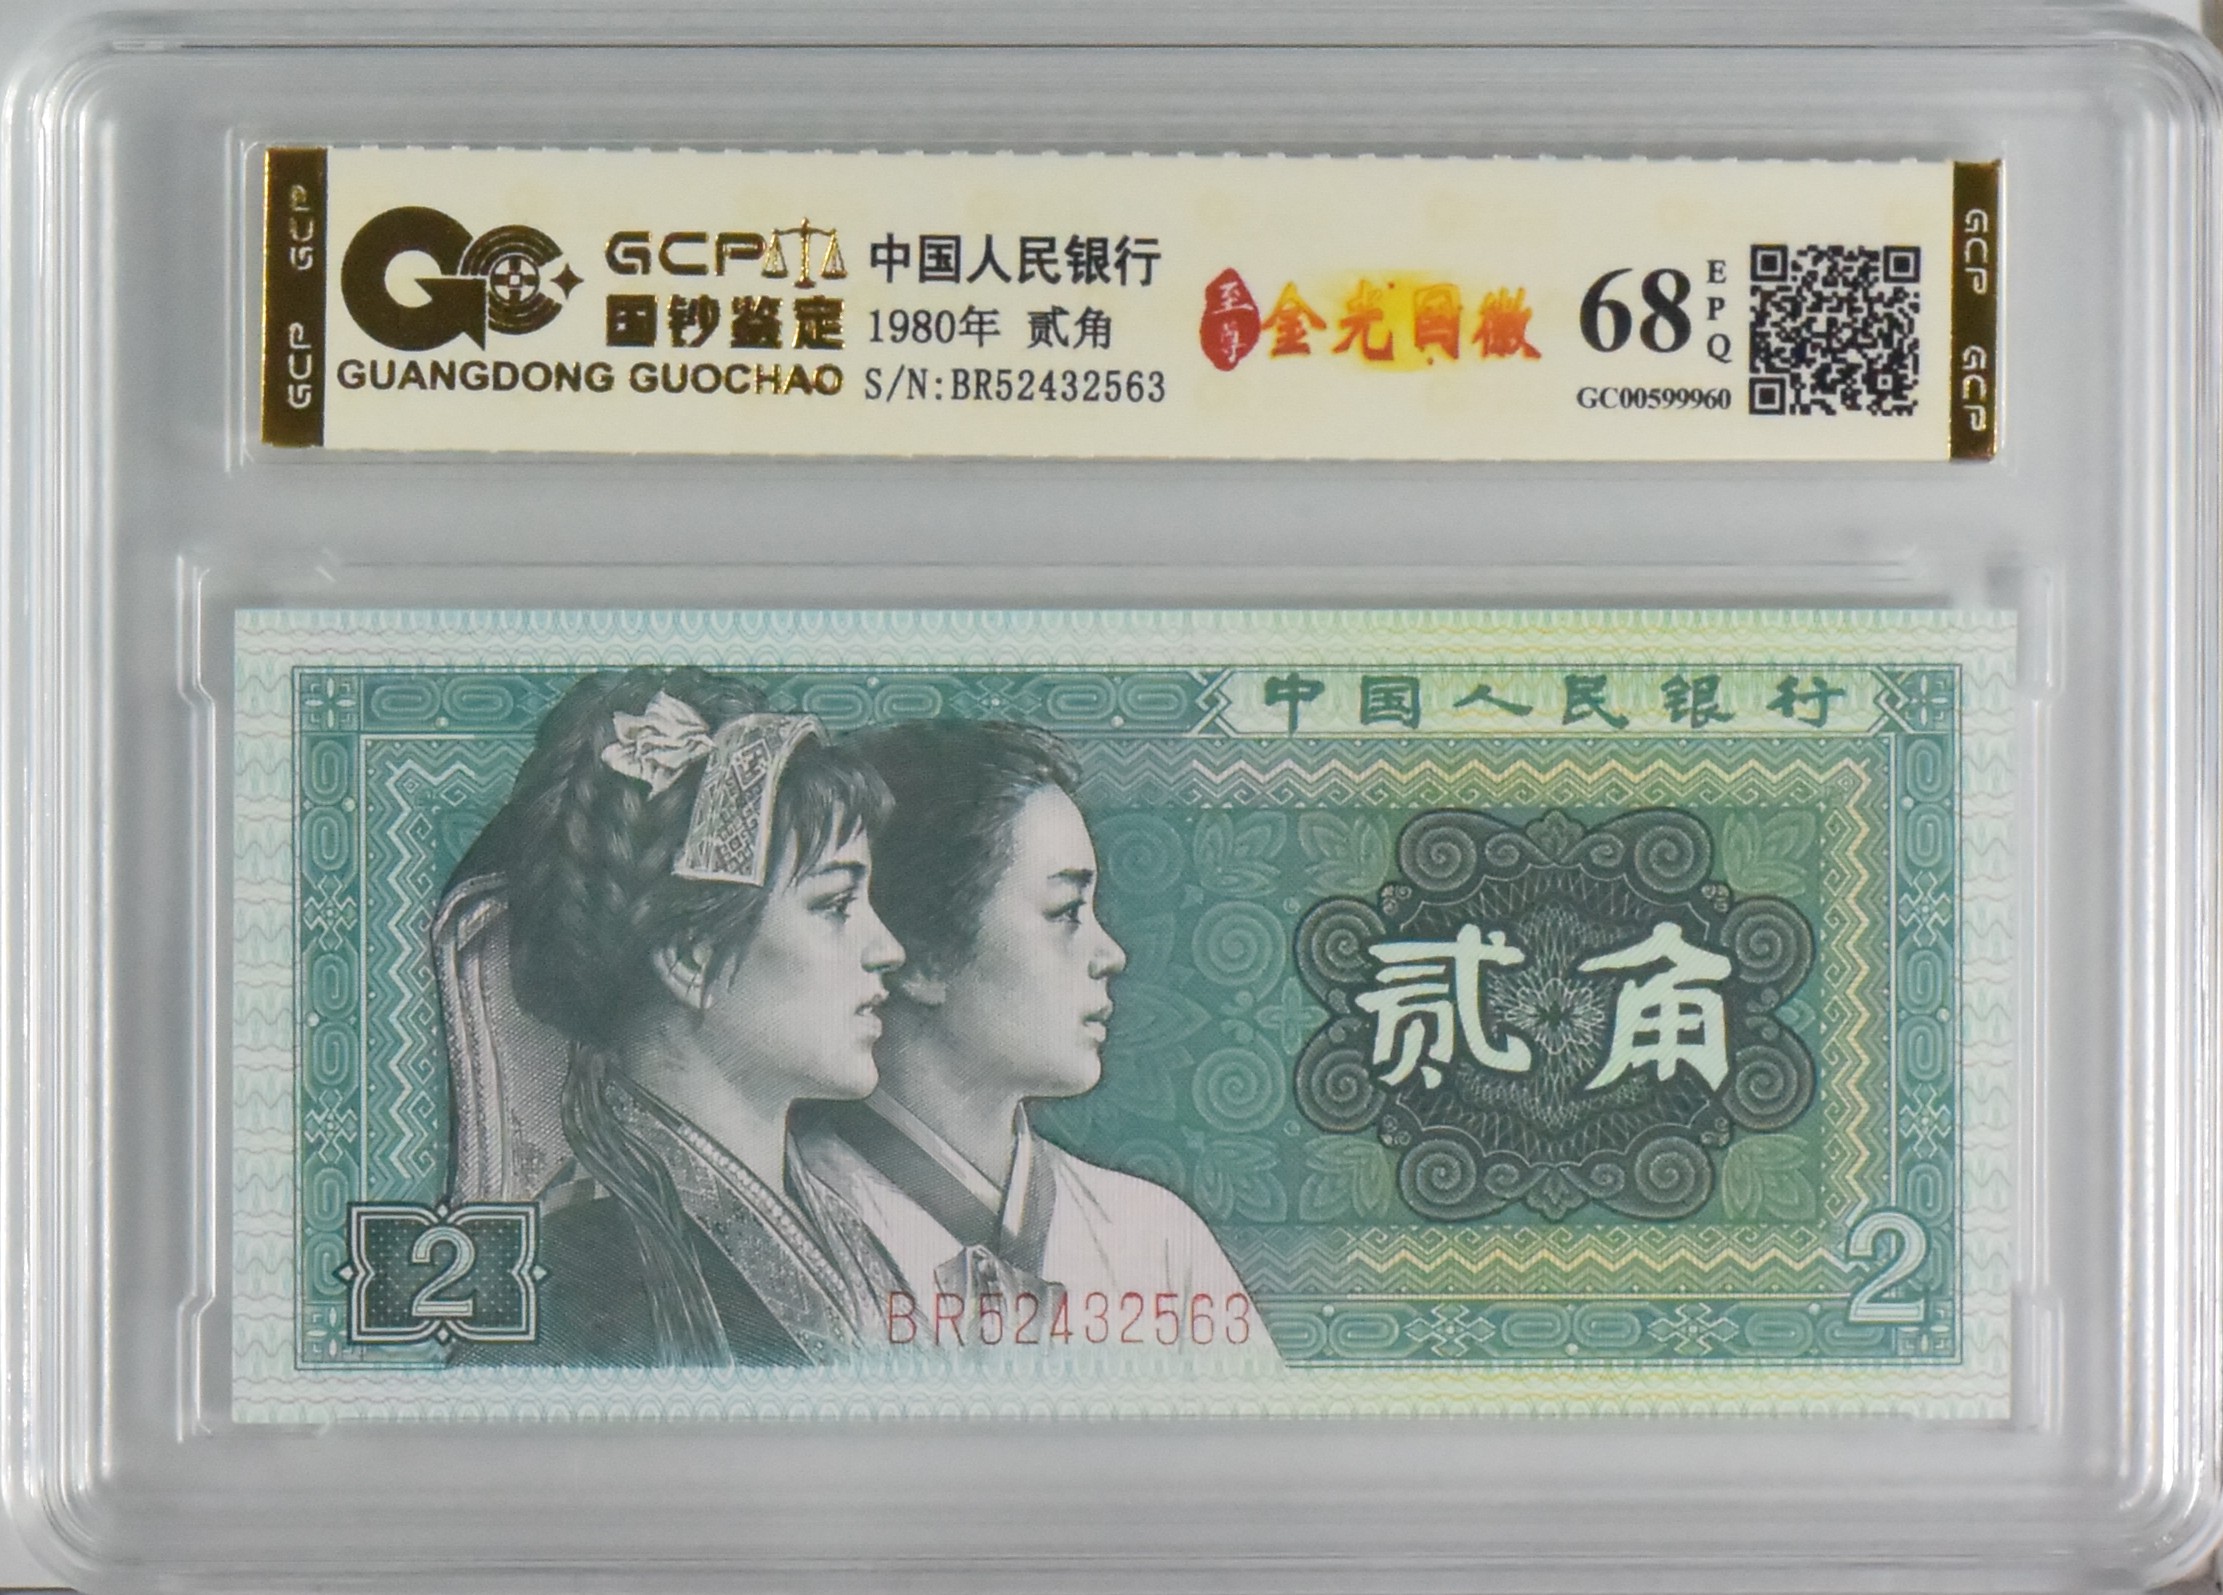 GCP GCP
GCP
国钞鉴定
GUANGDONG GUOCHAO
中国人民银行
1980年 贰角
S/N:BR52432563
至尊
金光国徽
68
EPQ
GC00599960
GCP GCP
中国人民银行
贰角
2
2
BR52432563